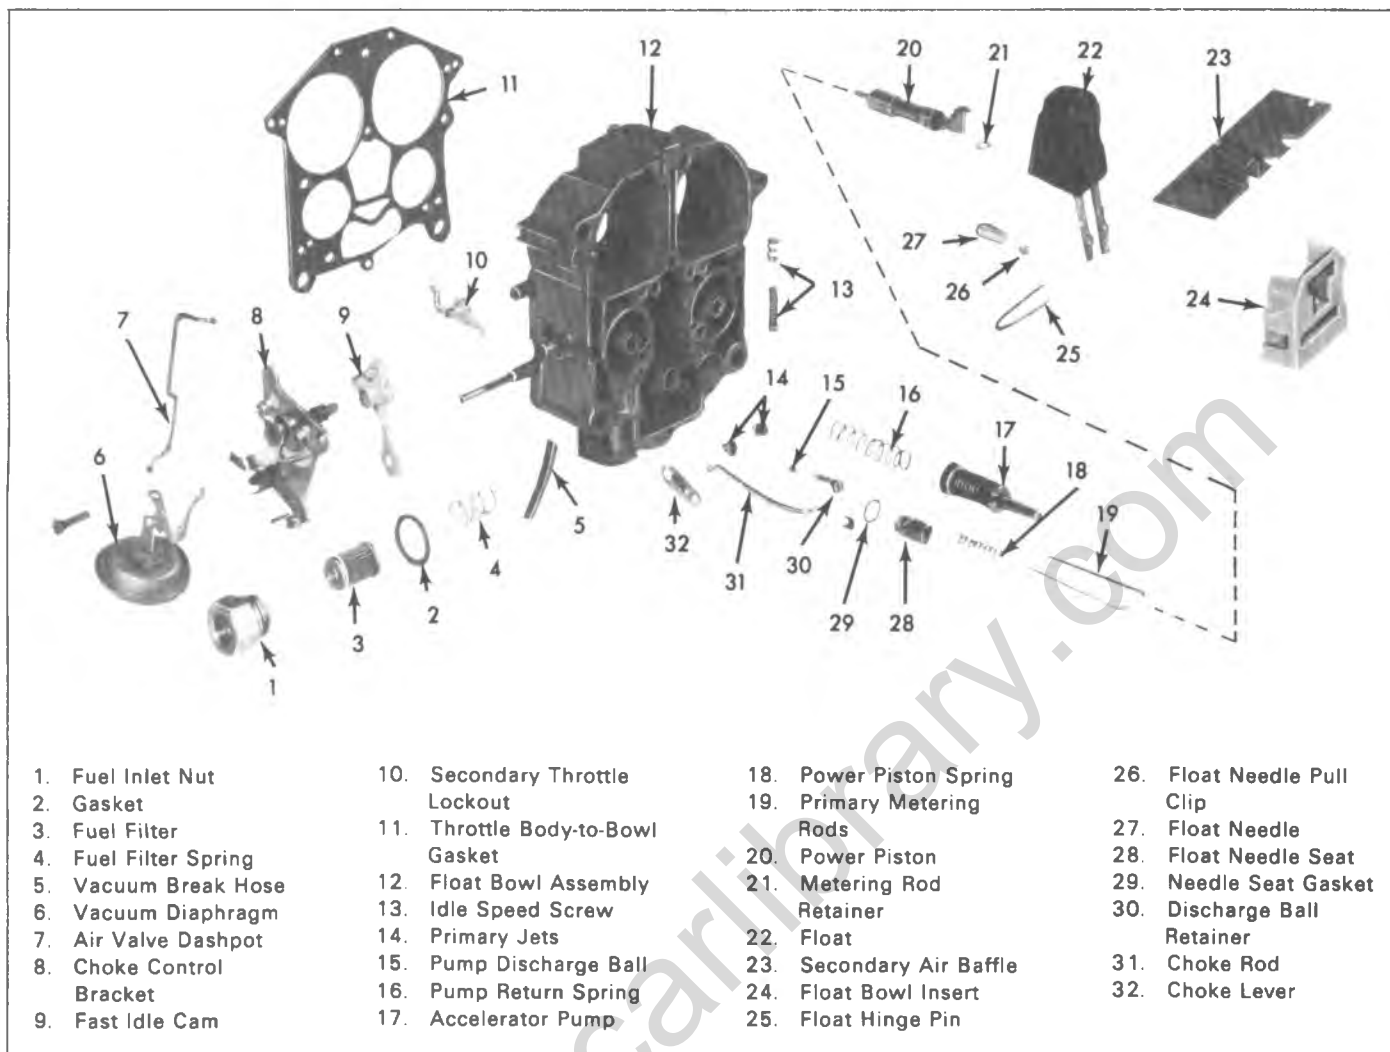 12
20
21
22
23
11
10
27
26
13
24
25
7
8
9
14
15
16
17
18
6
5
32
4
31
30
19
2
3
29
28
1
1. Fuel Inlet Nut
2. Gasket
3. Fuel Filter
4. Fuel Filter Spring
5. Vacuum Break Hose
6. Vacuum Diaphragm
7. Air Valve Dashpot
8. Choke Control
Bracket
9. Fast Idle Cam
10. Secondary Throttle
Lockout
11. Throttle Body-to-Bowl
Gasket
12. Float Bowl Assembly
13. Idle Speed Screw
14. Primary Jets
15. Pump Discharge Ball
16. Pump Return Spring
17. Accelerator Pump
18. Power Piston Spring
19. Primary Metering
Rods
20. Power Piston
21. Metering Rod
Retainer
22. Float
23. Secondary Air Baffle
24. Float Bowl Insert
25. Float Hinge Pin
26. Float Needle Pull
Clip
27. Float Needle
28. Float Needle Seat
29. Needle Seat Gasket
30. Discharge Ball
Retainer
31. Choke Rod
32. Choke Lever
carlibrary.com